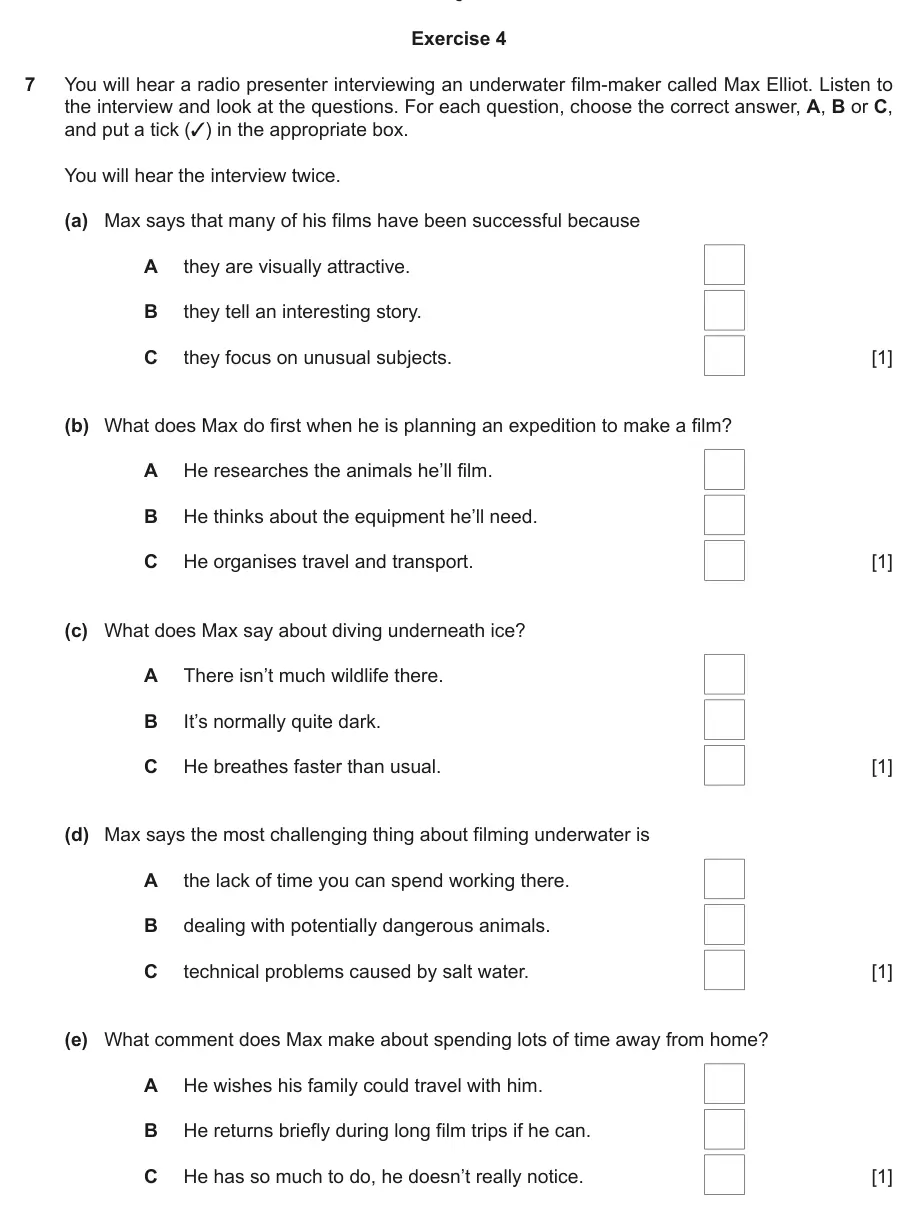 Exercise 4
7 You will hear a radio presenter interviewing an underwater film-maker called Max Elliot. Listen to
the interview and look at the questions. For each question, choose the correct answer, A, B or C,
and put a tick (✓) in the appropriate box.
You will hear the interview twice.
(a) Max says that many of his films have been successful because
A they are visually attractive.
B they tell an interesting story.
C they focus on unusual subjects. [1]
(b) What does Max do first when he is planning an expedition to make a film?
A He researches the animals he’ll film.
B He thinks about the equipment he’ll need.
C He organises travel and transport. [1]
(c) What does Max say about diving underneath ice?
A There isn’t much wildlife there.
B It’s normally quite dark.
C He breathes faster than usual. [1]
(d) Max says the most challenging thing about filming underwater is
A the lack of time you can spend working there.
B dealing with potentially dangerous animals.
C technical problems caused by salt water. [1]
(e) What comment does Max make about spending lots of time away from home?
A He wishes his family could travel with him.
B He returns briefly during long film trips if he can.
C He has so much to do, he doesn’t really notice. [1]